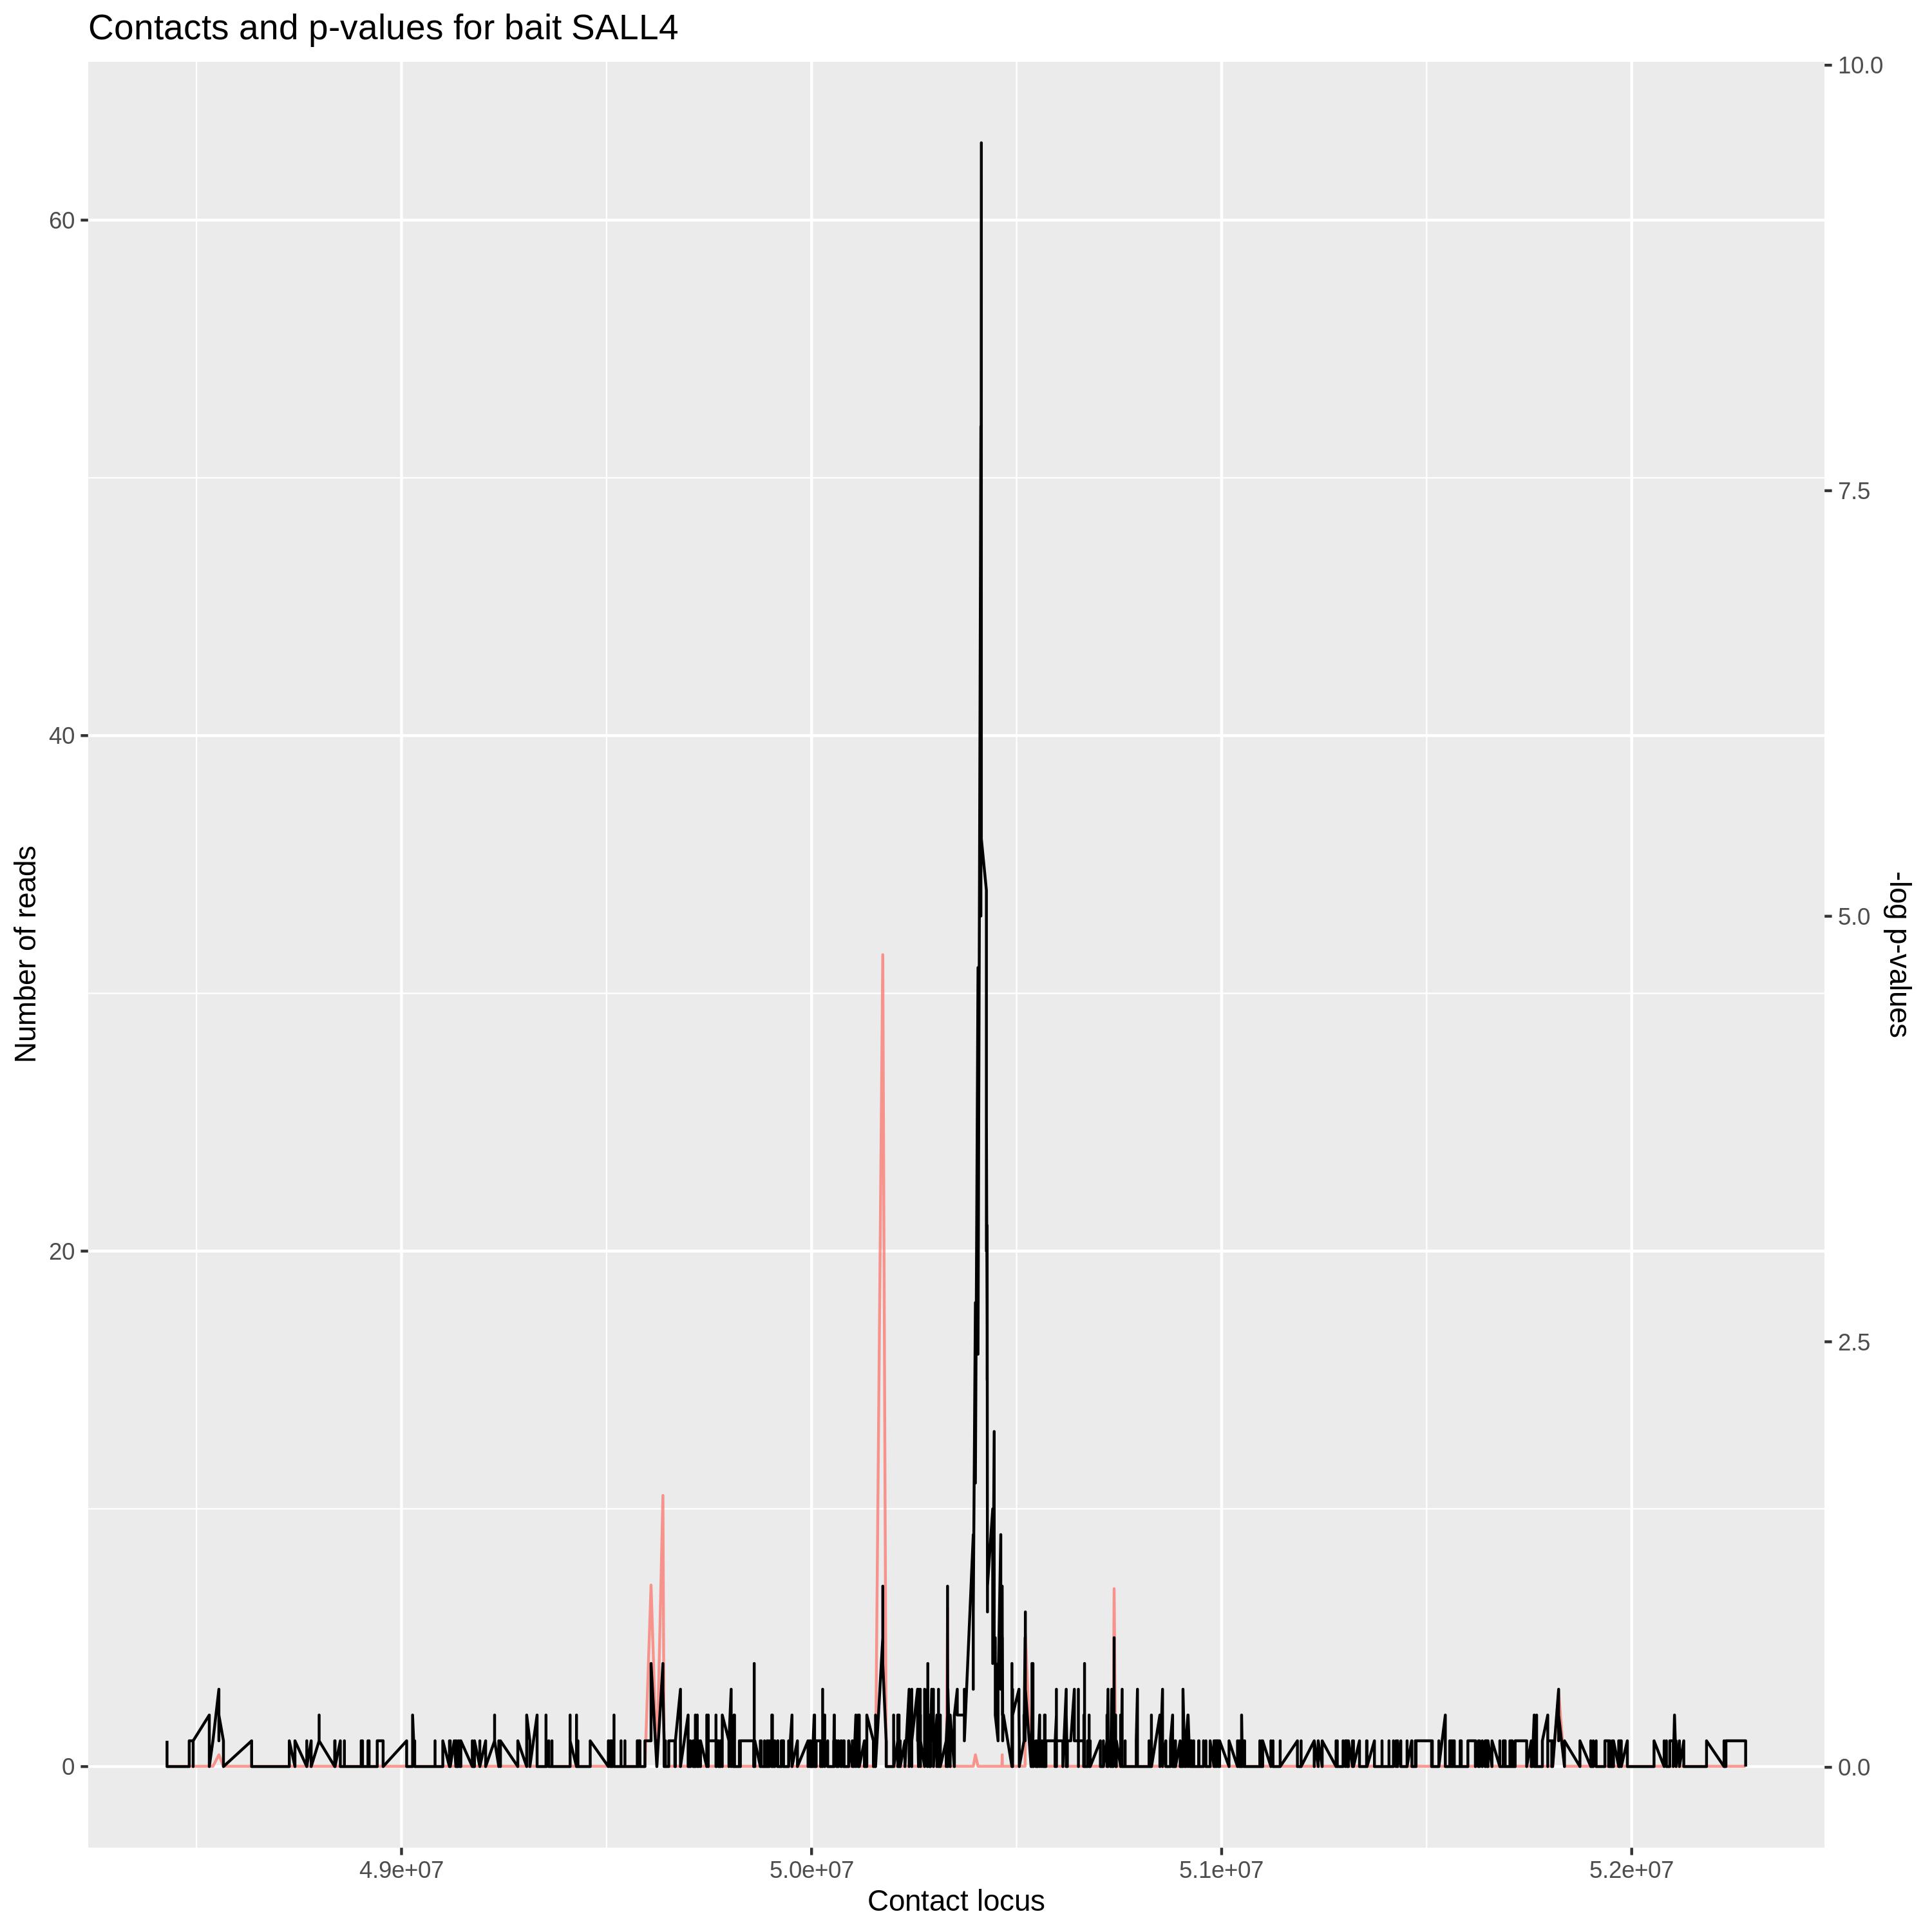 Contacts and p-values for bait SALL4
10.0
60
7.5
40
5.0
Number of reads
-log p-values
20
2.5
0
0.0
4.9e+07
5.0e+07
5.1e+07
5.2e+07
Contact locus